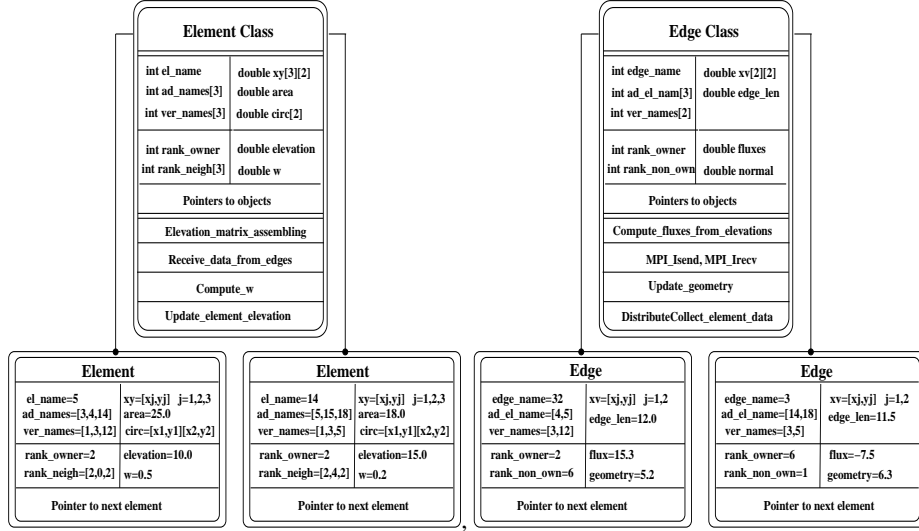 Element Class
int el_name double xy[3][2]
int ad_names[3] double area
int ver_names[3] double circ[2]
int rank_owner double elevation
int rank_neigh[3] double w
Pointers to objects
Elevation_matrix_assembling
Receive_data_from_edges
Compute_w
Update_element_elevation
Edge Class
int edge_name double xv[2][2]
int ad_el_nam[3] double edge_len
int ver_names[2]
int rank_owner double fluxes
int rank_non_own double normal
Pointers to objects
Compute_fluxes_from_elevations
MPI_Isend, MPI_Irecv
Update_geometry
DistributeCollect_element_data
Element
el_name=5 xy=[xj,yj] j=1,2,3
ad_names=[3,4,14] area=25.0
ver_names=[1,3,12] circ=[x1,y1][x2,y2]
rank_owner=2 elevation=10.0
rank_neigh=[2,0,2] w=0.5
Pointer to next element
Element
el_name=14 xy=[xj,yj] j=1,2,3
ad_names=[5,15,18] area=18.0
ver_names=[1,3,5] circ=[x1,y1][x2,y2]
rank_owner=2 elevation=15.0
rank_neigh=[2,4,2] w=0.2
Pointer to next element
,
Edge
edge_name=32 xv=[xj,yj] j=1,2
ad_el_name=[4,5] edge_len=12.0
ver_names=[3,12]
rank_owner=2 flux=15.3
rank_non_own=6 geometry=5.2
Pointer to next element
Edge
edge_name=3 xv=[xj,yj] j=1,2
ad_el_name=[14,18] edge_len=11.5
ver_names=[3,5]
rank_owner=6 flux=−7.5
rank_non_own=1 geometry=6.3
Pointer to next element